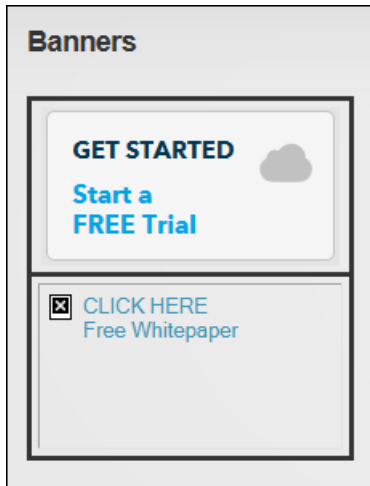 Banners
GET STARTED
Start a
FREE Trial
CLICK HERE
Free Whitepaper